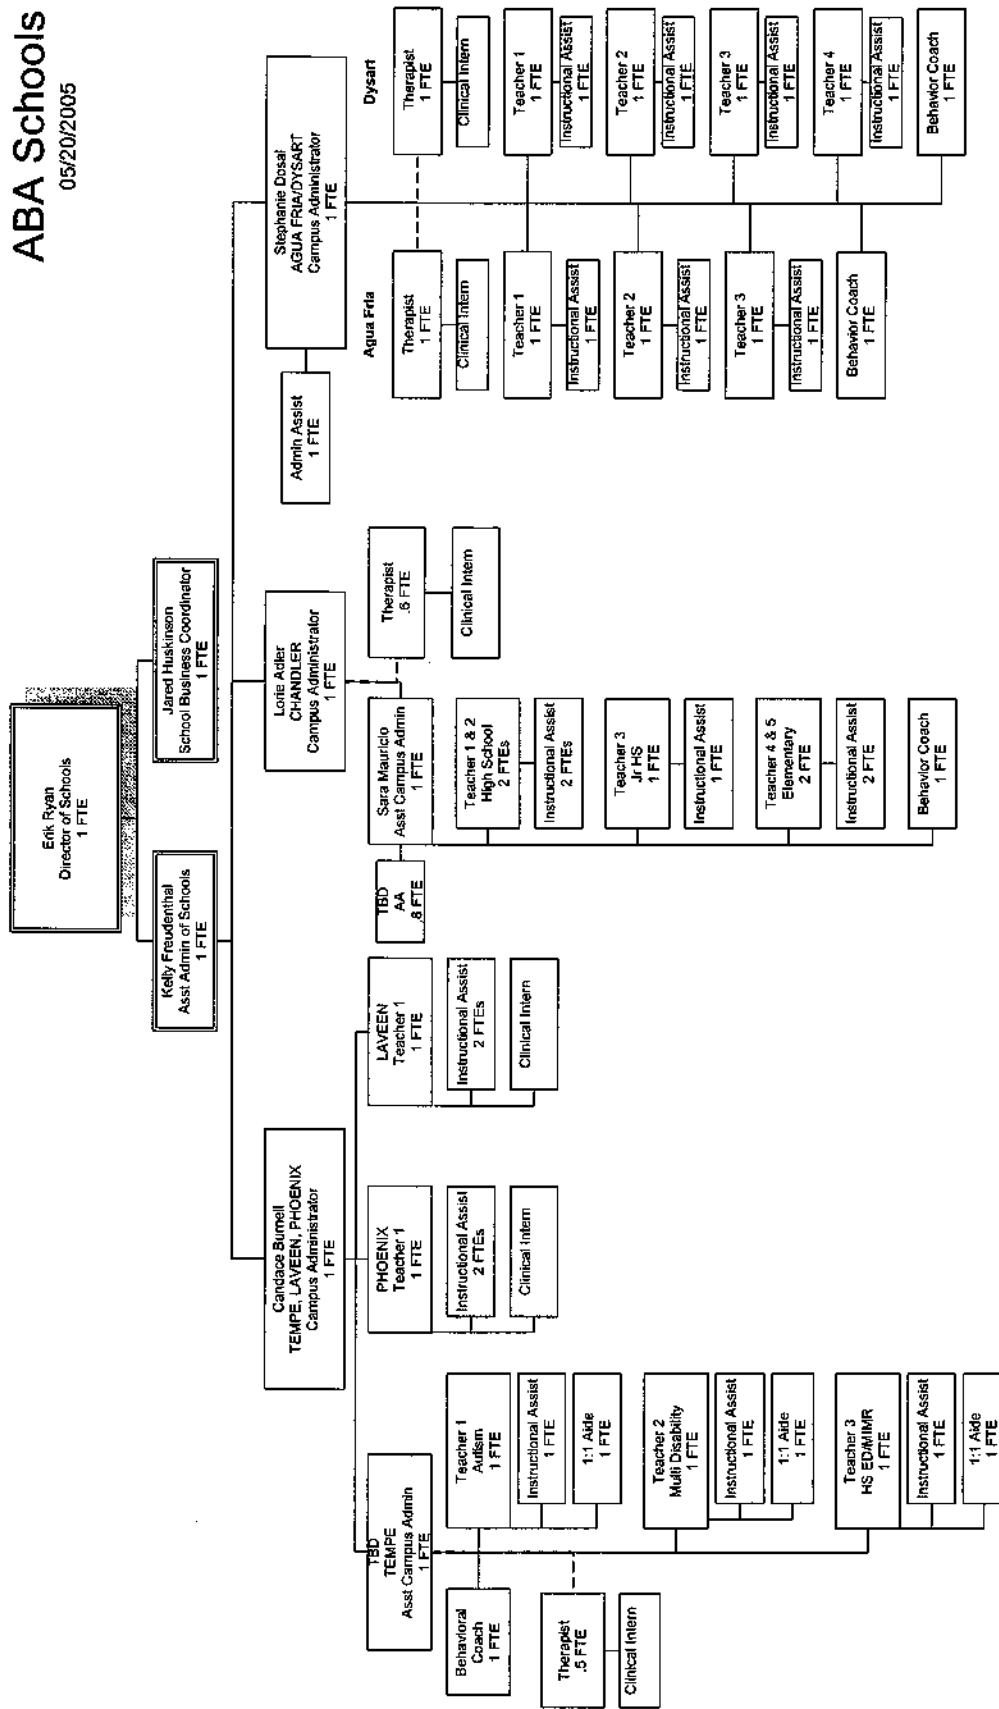 ABA Schools
05/20/2005
Erik Ryan
Director of Schools
1 FTE
Kelly Freudenthal
Asst Admin of Schools
1 FTE
Jared Huskinson
School Business Coordinator
1 FTE
Candace Burnell
TEMPE, LAVEEN, PHOENIX
Campus Administrator
1 FTE
Lorie Adler
CHANDLER
Campus Administrator
1 FTE
Stephanie Dosal
AGUA FRIA/DYSART
Campus Administrator
1 FTE
Admin Assist
1 FTE
TBD
TEMPE
Asst Campus Admin
1 FTE
Behavioral
Coach
1 FTE
Therapist
.5 FTE
Clinical Intern
Teacher 1
Autism
1 FTE
Instructional Assist
1 FTE
1:1 Aide
1 FTE
Teacher 2
Multi Disability
1 FTE
Instructional Assist
1 FTE
1:1 Aide
1 FTE
Teacher 3
HS ED/MIMR
1 FTE
Instructional Assist
1 FTE
1:1 Aide
1 FTE
PHOENIX
Teacher 1
1 FTE
Instructional Assist
2 FTEs
Clinical Intern
LAVEEN
Teacher 1
1 FTE
Instructional Assist
2 FTEs
Clinical Intern
TBD
AA
.8 FTE
Sara Mauricio
Asst Campus Admin
1 FTE
Teacher 1 & 2
High School
2 FTEs
Instructional Assist
2 FTEs
Teacher 3
Jr HS
1 FTE
Instructional Assist
1 FTE
Teacher 4 & 5
Elementary
2 FTE
Instructional Assist
2 FTE
Behavior Coach
1 FTE
Therapist
.6 FTE
Clinical Intern
Agua Fria
Therapist
1 FTE
Clinical Intern
Teacher 1
1 FTE
Instructional Assist
1 FTE
Teacher 2
1 FTE
Instructional Assist
1 FTE
Teacher 3
1 FTE
Instructional Assist
1 FTE
Behavior Coach
1 FTE
Dysart
Therapist
1 FTE
Clinical Intern
Teacher 1
1 FTE
Instructional Assist
1 FTE
Teacher 2
1 FTE
Instructional Assist
1 FTE
Teacher 3
1 FTE
Instructional Assist
1 FTE
Teacher 4
1 FTE
Instructional Assist
1 FTE
Behavior Coach
1 FTE